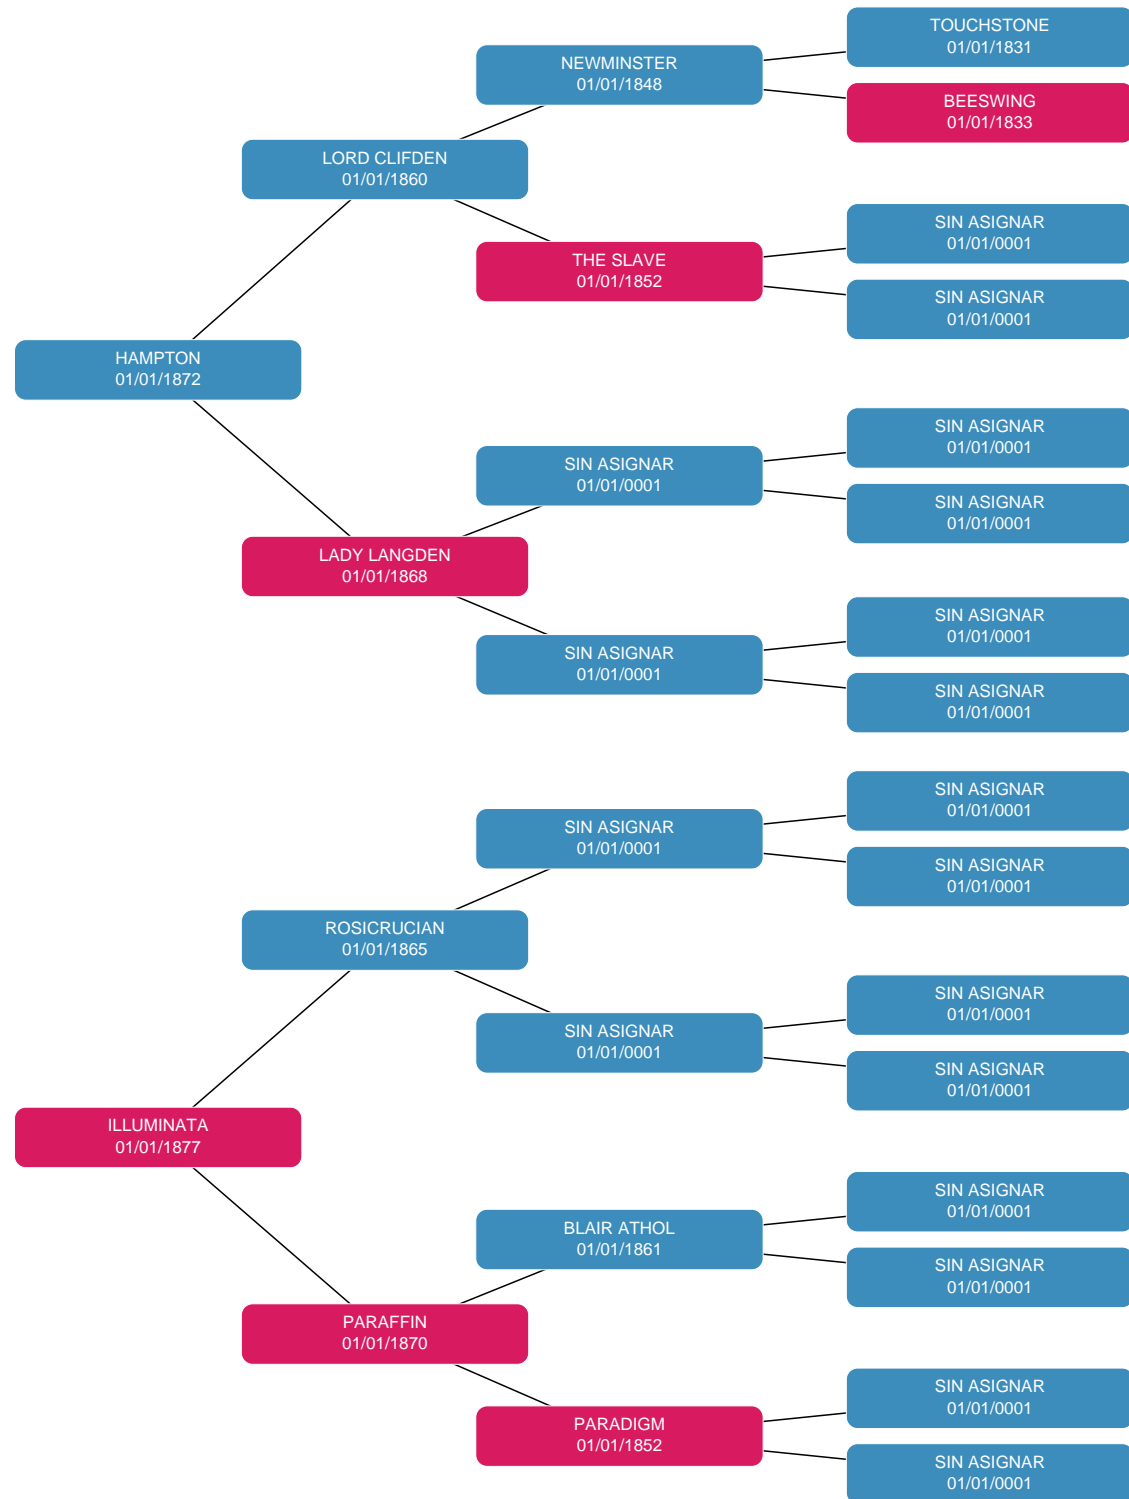 TOUCHSTONE
01/01/1831
NEWMINSTER
01/01/1848
BEESWING
01/01/1833
LORD CLIFDEN
01/01/1860
SIN ASIGNAR
01/01/0001
THE SLAVE
01/01/1852
SIN ASIGNAR
01/01/0001
HAMPTON
01/01/1872
SIN ASIGNAR
01/01/0001
SIN ASIGNAR
01/01/0001
SIN ASIGNAR
01/01/0001
LADY LANGDEN
01/01/1868
SIN ASIGNAR
01/01/0001
SIN ASIGNAR
01/01/0001
SIN ASIGNAR
01/01/0001
SIN ASIGNAR
01/01/0001
SIN ASIGNAR
01/01/0001
SIN ASIGNAR
01/01/0001
ROSICRUCIAN
01/01/1865
SIN ASIGNAR
01/01/0001
SIN ASIGNAR
01/01/0001
SIN ASIGNAR
01/01/0001
ILLUMINATA
01/01/1877
SIN ASIGNAR
01/01/0001
BLAIR ATHOL
01/01/1861
SIN ASIGNAR
01/01/0001
PARAFFIN
01/01/1870
SIN ASIGNAR
01/01/0001
PARADIGM
01/01/1852
SIN ASIGNAR
01/01/0001